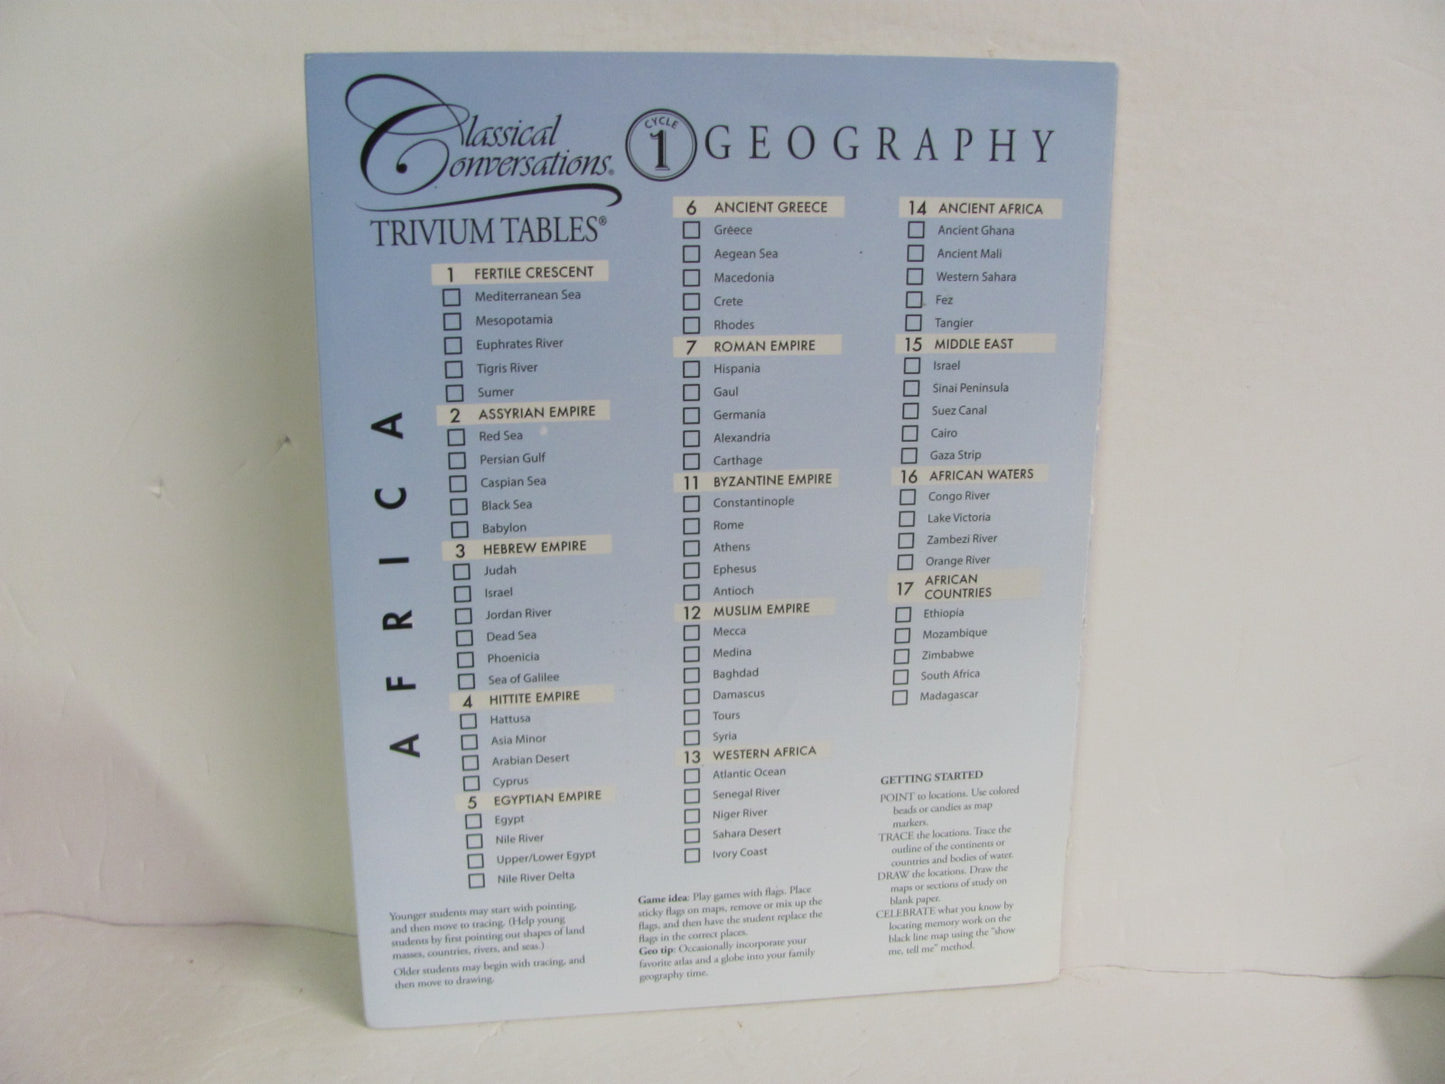 Classical
Conversations®
TRIVIUM TABLES®
CYCLE
1
GEOGRAPHY
AFRICA
1 FERTILE CRESCENT
Mediterranean Sea
Mesopotamia
Euphrates River
Tigris River
Sumer
2 ASSYRIAN EMPIRE
Red Sea
Persian Gulf
Caspian Sea
Black Sea
Babylon
3 HEBREW EMPIRE
Judah
Israel
Jordan River
Dead Sea
Phoenicia
Sea of Galilee
4 HITTITE EMPIRE
Hattusa
Asia Minor
Arabian Desert
Cyprus
5 EGYPTIAN EMPIRE
Egypt
Nile River
Upper/Lower Egypt
Nile River Delta
Younger students may start with pointing,
and then move to tracing. (Help young
students by first pointing out shapes of land
masses, countries, rivers, and seas.)
Older students may begin with tracing, and
then move to drawing.
6 ANCIENT GREECE
Greece
Aegean Sea
Macedonia
Crete
Rhodes
7 ROMAN EMPIRE
Hispania
Gaul
Germania
Alexandria
Carthage
11 BYZANTINE EMPIRE
Constantinople
Rome
Athens
Ephesus
Antioch
12 MUSLIM EMPIRE
Mecca
Medina
Baghdad
Damascus
Tours
Syria
13 WESTERN AFRICA
Atlantic Ocean
Senegal River
Niger River
Sahara Desert
Ivory Coast
Game idea: Play games with flags. Place
sticky flags on maps, remove or mix up the
flags, and then have the student replace the
flags in the correct places.
Geo tip: Occasionally incorporate your
favorite atlas and a globe into your family
geography time.
14 ANCIENT AFRICA
Ancient Ghana
Ancient Mali
Western Sahara
Fez
Tangier
15 MIDDLE EAST
Israel
Sinai Peninsula
Suez Canal
Cairo
Gaza Strip
16 AFRICAN WATERS
Congo River
Lake Victoria
Zambezi River
Orange River
17 AFRICAN
COUNTRIES
Ethiopia
Mozambique
Zimbabwe
South Africa
Madagascar
GETTING STARTED
POINT to locations. Use colored
beads or candies as map
markers.
TRACE the locations. Trace the
outline of the continents or
countries and bodies of water.
DRAW the locations. Draw the
maps or sections of study on
blank paper.
CELEBRATE what you know by
locating memory work on the
black line map using the "show
me, tell me" method.